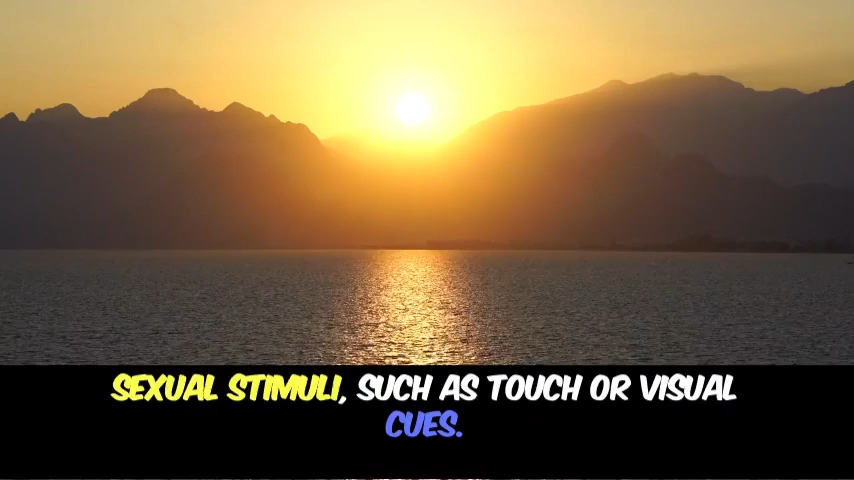 SEXUAL STIMULI, SUCH AS TOUCH OR VISUAL
CUES.